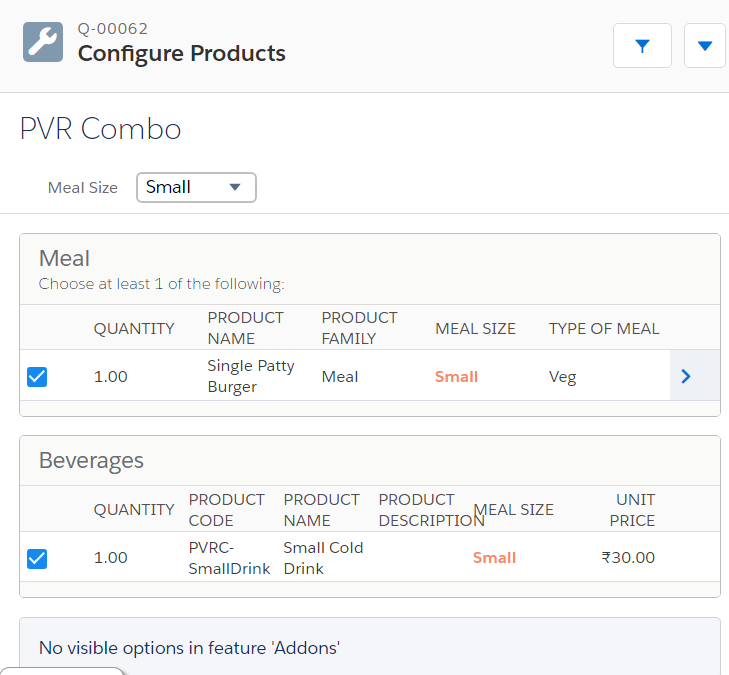 Q-00062
Configure Products
PVR Combo
Meal Size Small
Meal
Choose at least 1 of the following:
QUANTITY PRODUCT NAME PRODUCT FAMILY MEAL SIZE TYPE OF MEAL
1.00 Single Patty Burger Meal Small Veg
Beverages
QUANTITY PRODUCT CODE PRODUCT NAME PRODUCT DESCRIPTION MEAL SIZE UNIT PRICE
1.00 PVRC-SmallDrink Small Cold Drink Small ₹30.00
No visible options in feature 'Addons'